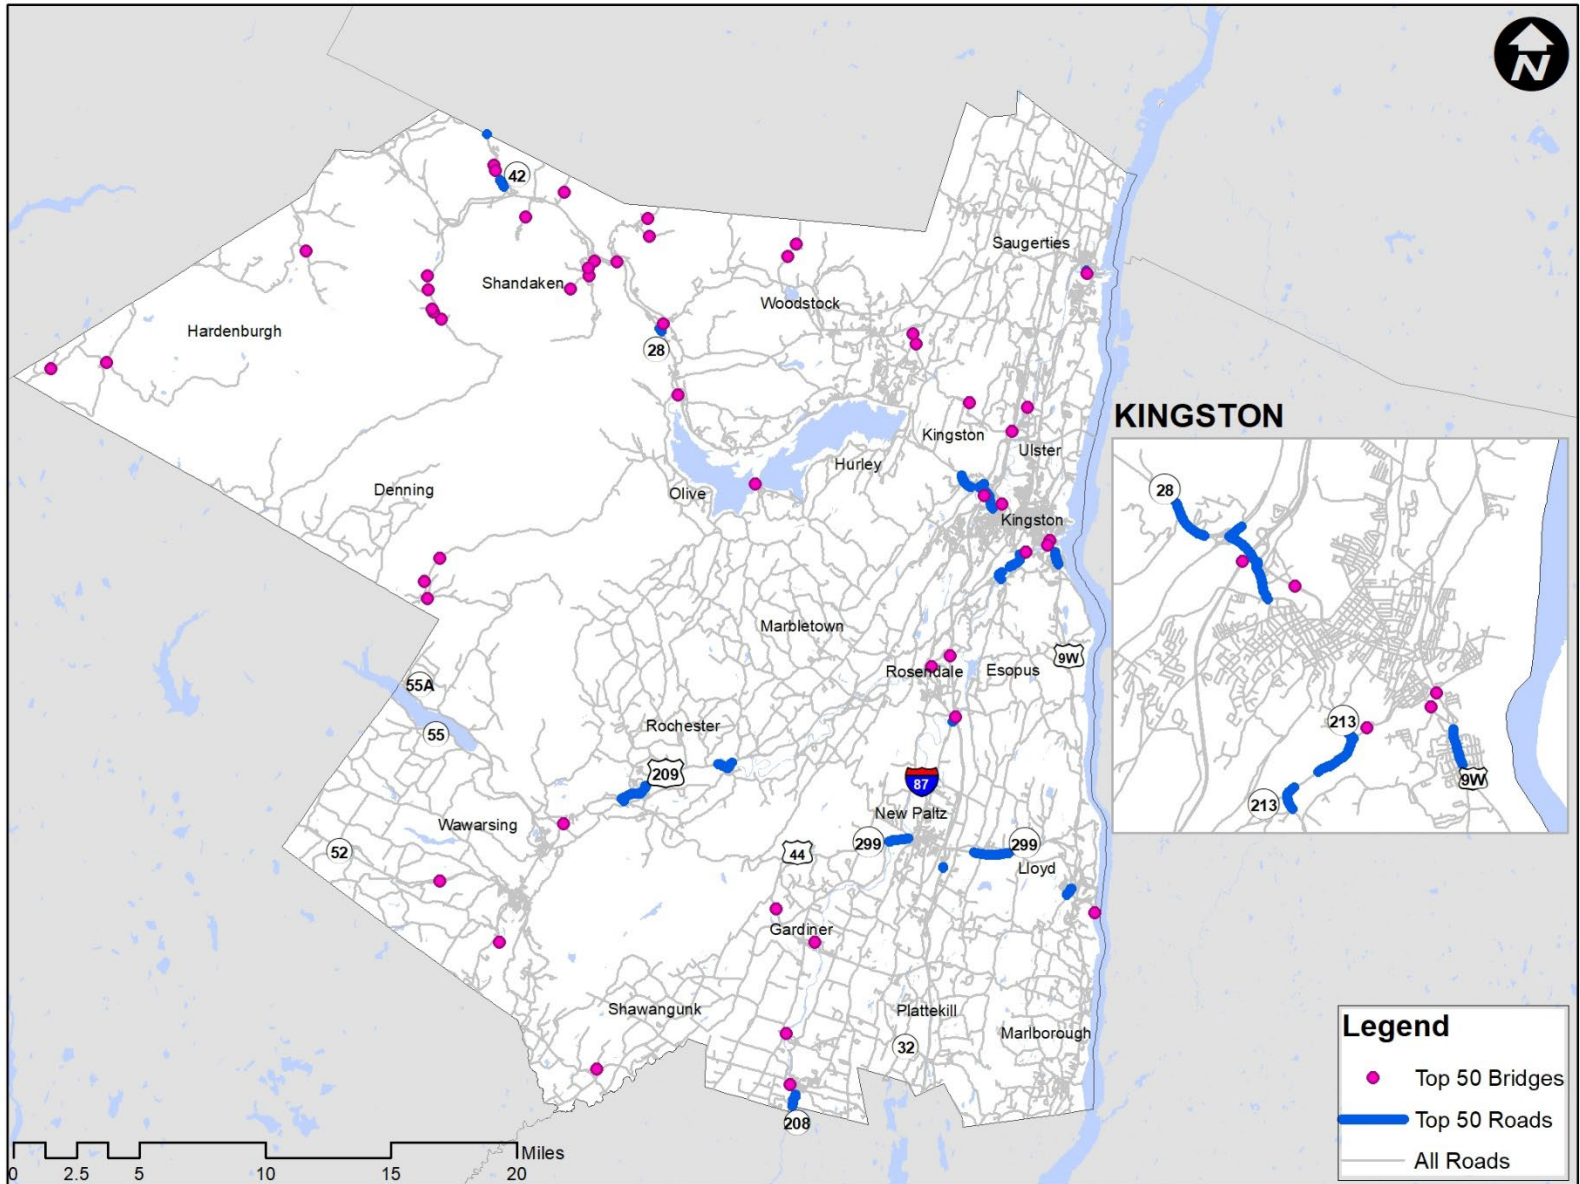 N
42
Saugerties
Shandaken
Woodstock
Hardenburgh
28
KINGSTON
Kingston
Ulster
Hurley
Denning
Olive
Kingston
28
Marbletown
Rosendale
Esopus
9W
55A
213
Rochester
55
209
87
9W
213
New Paltz
Wawarsing
52
44
299
299
Lloyd
Gardiner
Shawangunk
Plattekill
Marlborough
32
Legend
Top 50 Bridges
Top 50 Roads
All Roads
208
Miles
0 2.5 5 10 15 20